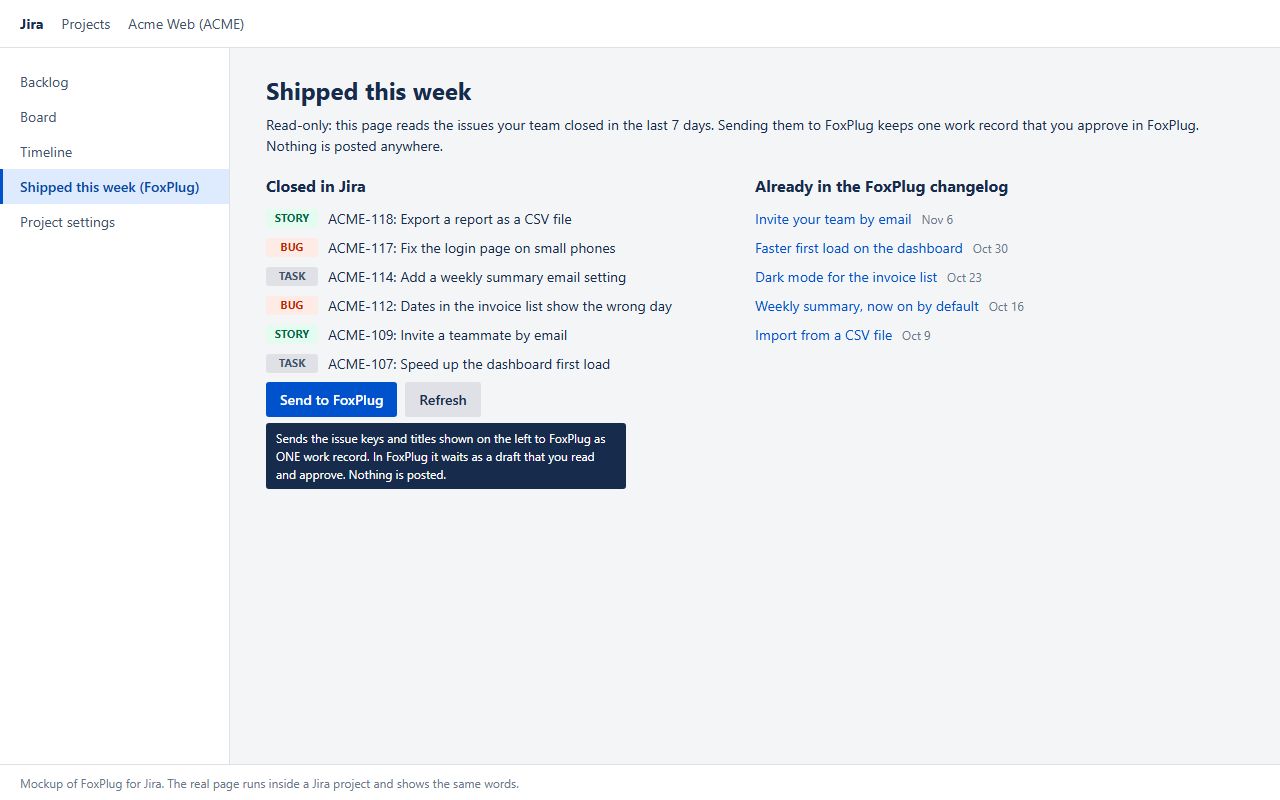 Jira Projects Acme Web (ACME)
Backlog
Board
Timeline
Shipped this week (FoxPlug)
Project settings
Shipped this week
Read-only: this page reads the issues your team closed in the last 7 days. Sending them to FoxPlug keeps one work record that you approve in FoxPlug.
Nothing is posted anywhere.
Closed in Jira
STORY ACME-118: Export a report as a CSV file
BUG ACME-117: Fix the login page on small phones
TASK ACME-114: Add a weekly summary email setting
BUG ACME-112: Dates in the invoice list show the wrong day
STORY ACME-109: Invite a teammate by email
TASK ACME-107: Speed up the dashboard first load
Send to FoxPlug Refresh
Sends the issue keys and titles shown on the left to FoxPlug as
ONE work record. In FoxPlug it waits as a draft that you read
and approve. Nothing is posted.
Already in the FoxPlug changelog
Invite your team by email Nov 6
Faster first load on the dashboard Oct 30
Dark mode for the invoice list Oct 23
Weekly summary, now on by default Oct 16
Import from a CSV file Oct 9
Mockup of FoxPlug for Jira. The real page runs inside a Jira project and shows the same words.